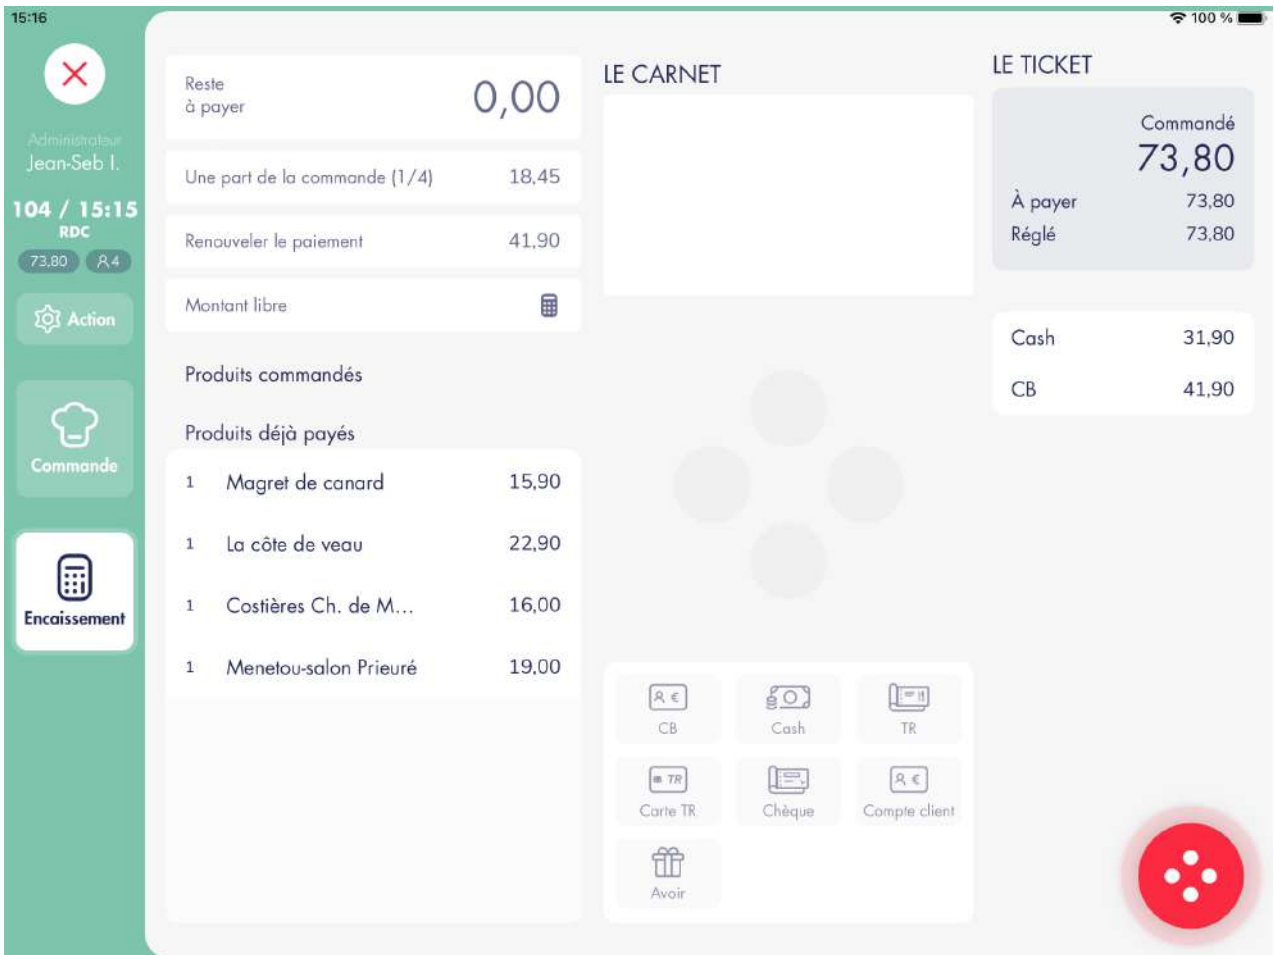 15:16
100 %
Administrateur
Jean-Seb I.
104 / 15:15
RDC
73,80
4
Action
Commande
Encaissement
Reste
à payer
0,00
Une part de la commande (1/4) 18,45
Renouveler le paiement 41,90
Montant libre
Produits commandés
Produits déjà payés
1 Magret de canard 15,90
1 La côte de veau 22,90
1 Costières Ch. de M... 16,00
1 Menetou-salon Prieuré 19,00
LE CARNET
CB
Cash
TR
TR
Carte TR
Chèque
Compte client
Avoir
LE TICKET
Commandé
73,80
À payer 73,80
Réglé 73,80
Cash 31,90
CB 41,90